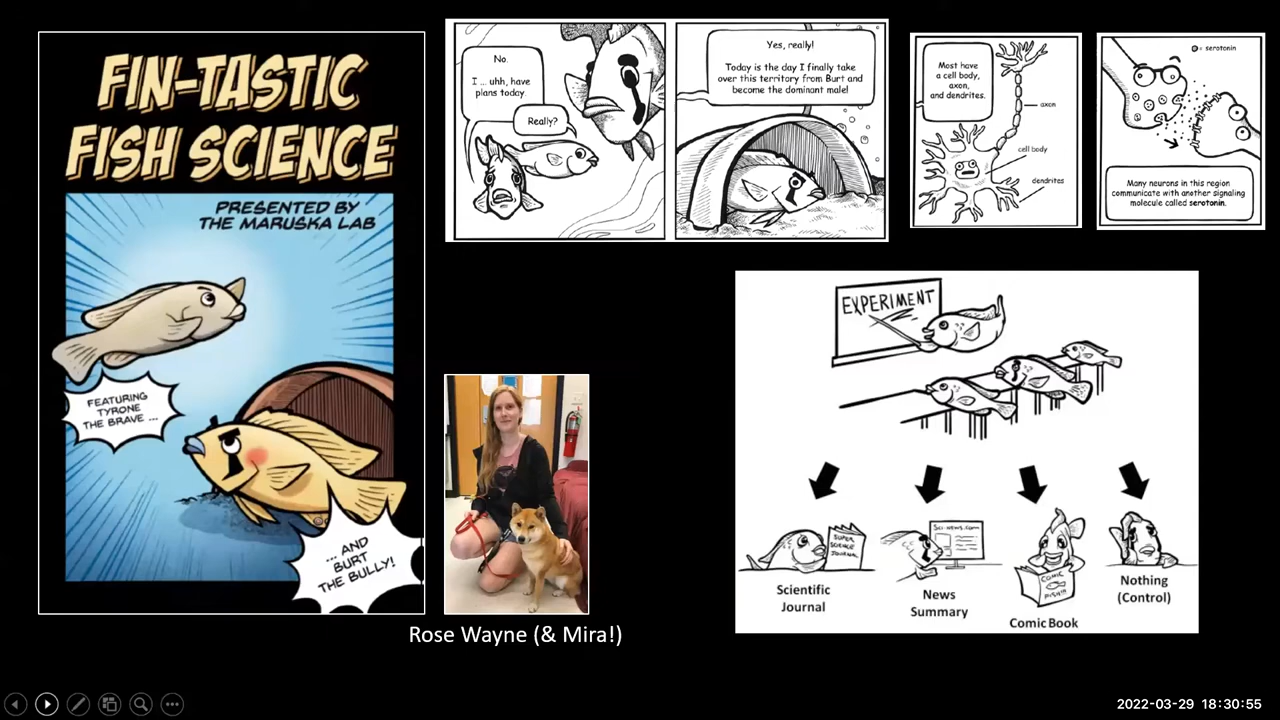 FIN-TASTIC
FISH SCIENCE
PRESENTED BY
THE MARUSKA LAB
FEATURING
TYRONE
THE BRAVE ...
... AND
BURT
THE BULLY!
No.
I ... uhh, have
plans today.
Really?
Yes, really!
Today is the day I finally take
over this territory from Burt and
become the dominant male!
Most have
a cell body,
axon,
and dendrites.
axon
cell body
dendrites
= serotonin
Many neurons in this region
communicate with another signaling
molecule called serotonin.
EXPERIMENT
SUPER
SCIENCE
JOURNAL
Scientific
Journal
SCI-NEWS.COM
News
Summary
COMIC
FISH!!!
Comic Book
Nothing
(Control)
Rose Wayne (& Mira!)
2022-03-29 18:30:55